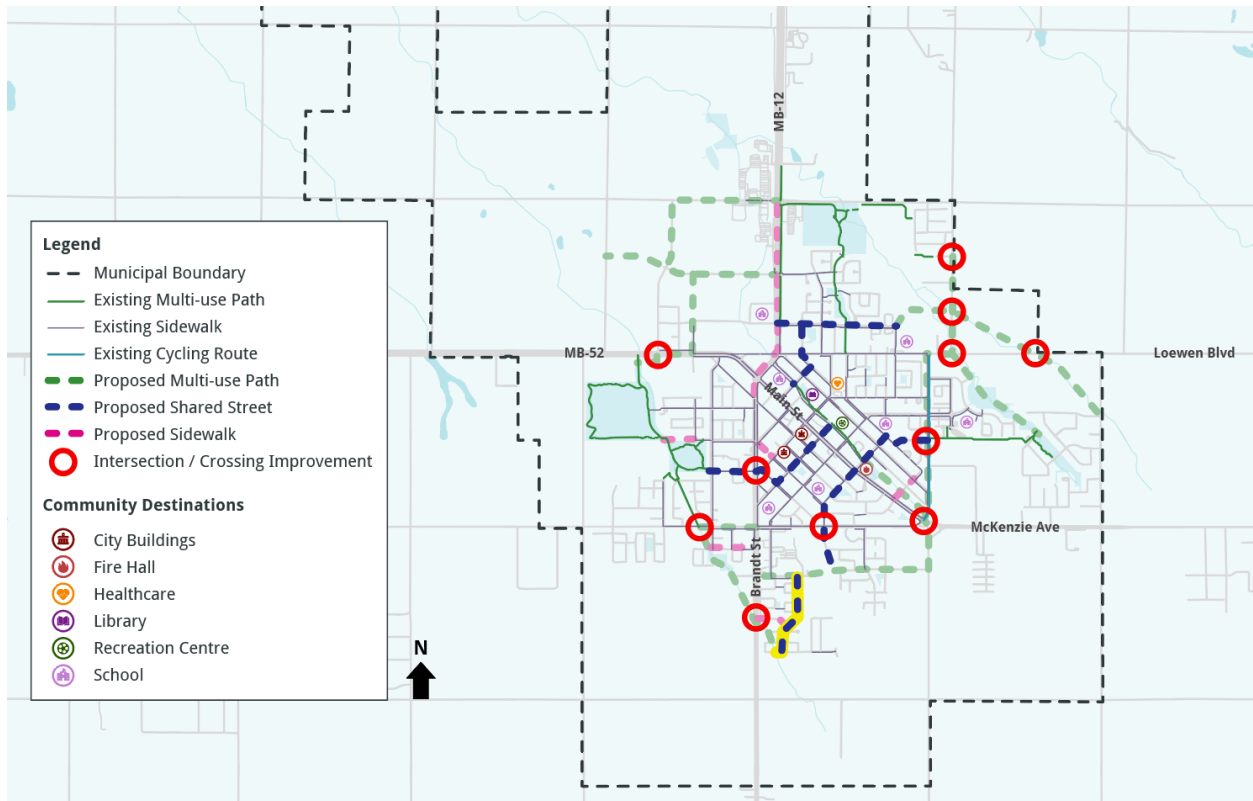 MB-12
Legend
Municipal Boundary
Existing Multi-use Path
Existing Sidewalk
Existing Cycling Route
Proposed Multi-use Path
Proposed Shared Street
Proposed Sidewalk
Intersection / Crossing Improvement
Community Destinations
City Buildings
Fire Hall
Healthcare
Library
Recreation Centre
School
MB-52
Loewen Blvd
Main St
McKenzie Ave
Brandt St
N